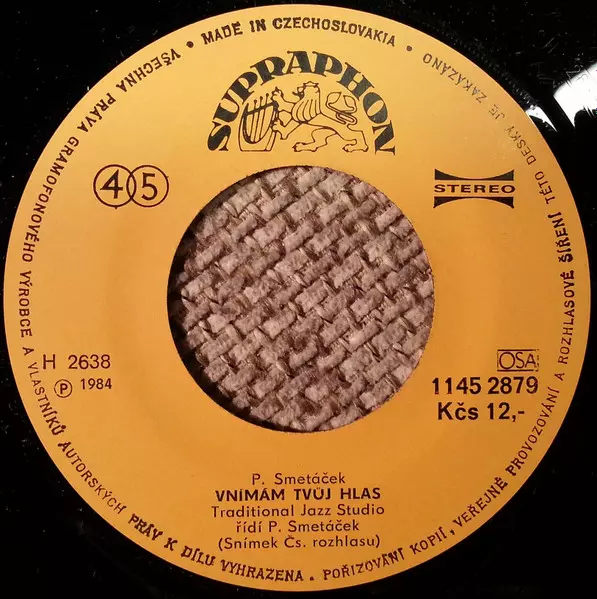 MADE IN CZECHOSLOVAKIA • VŠECHNA PRÁVA GRAMOFONOVÉHO VÝROBCE A VLASTNÍKŮ AUTORSKÝCH PRÁV K DÍLU VYHRAZENA • POŘIZOVÁNÍ KOPIÍ, VEŘEJNÉ PROVOZOVÁNÍ A ROZHLASOVÉ ŠÍŘENÍ TÉTO DESKY JE ZAKÁZÁNO •
SUPRAPHON
45
STEREO
H 2638
Ⓟ 1984
OSA
1145 2879
Kčs 12,-
P. Smetáček
VNÍMÁM TVŮJ HLAS
Traditional Jazz Studio
řídí P. Smetáček
(Snímek Čs. rozhlasu)